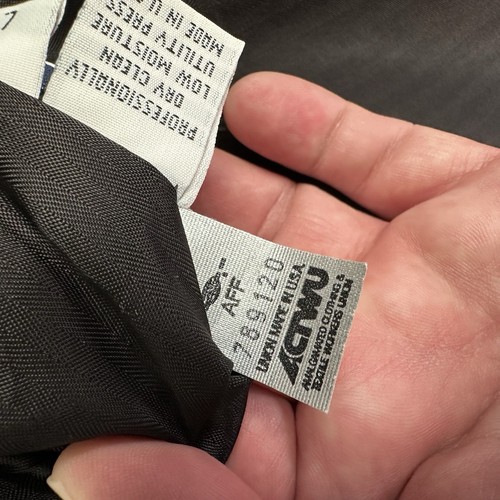 PROFESSIONALLY
DRY CLEAN
LOW MOISTURE
UTILITY PRESS
MADE IN U
AFF
789120
UNION MADE IN U.S.A.
ACTWU
AMALGAMATED CLOTHING &
TEXTILE WORKERS UNION